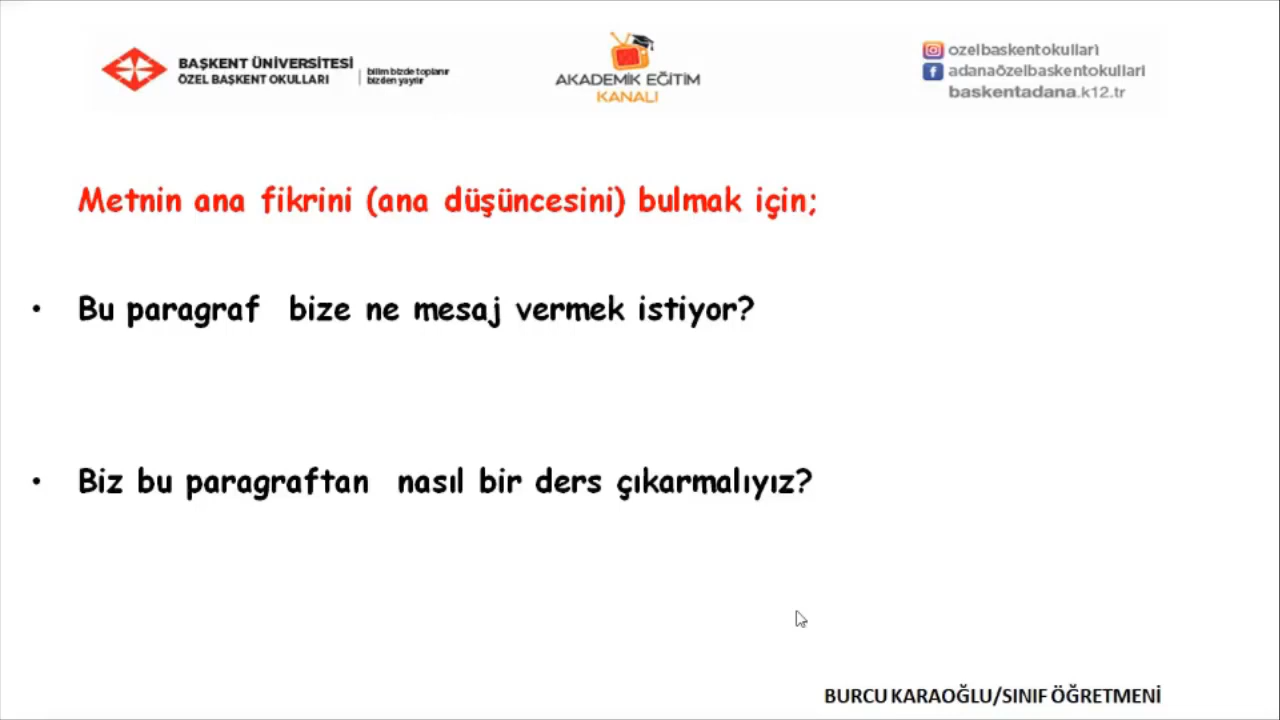 BAŞKENT ÜNİVERSİTESİ
ÖZEL BAŞKENT OKULLARI
bilim bizde toplanır
bizden yayılır
AKADEMİK EĞİTİM
KANALI
ozelbaskentokullari
adanaözelbaskentokullari
baskentadana.k12.tr
Metnin ana fikrini (ana düşüncesini) bulmak için;
• Bu paragraf bize ne mesaj vermek istiyor?
• Biz bu paragraftan nasıl bir ders çıkarmalıyız?
BURCU KARAOĞLU/SINIF ÖĞRETMENİ